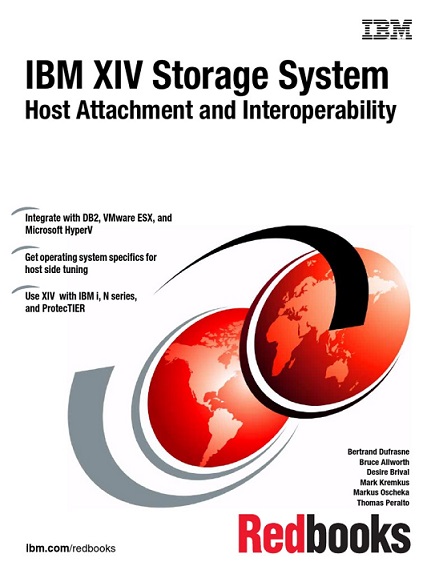 IBM
IBM XIV Storage System
Host Attachment and Interoperability
Integrate with DB2, VMware ESX, and
Microsoft HyperV
Get operating system specifics for
host side tuning
Use XIV with IBM i, N series,
and ProtecTIER
Bertrand Dufrasne
Bruce Allworth
Desire Brival
Mark Kremkus
Markus Oscheka
Thomas Peralto
ibm.com/redbooks
Redbooks